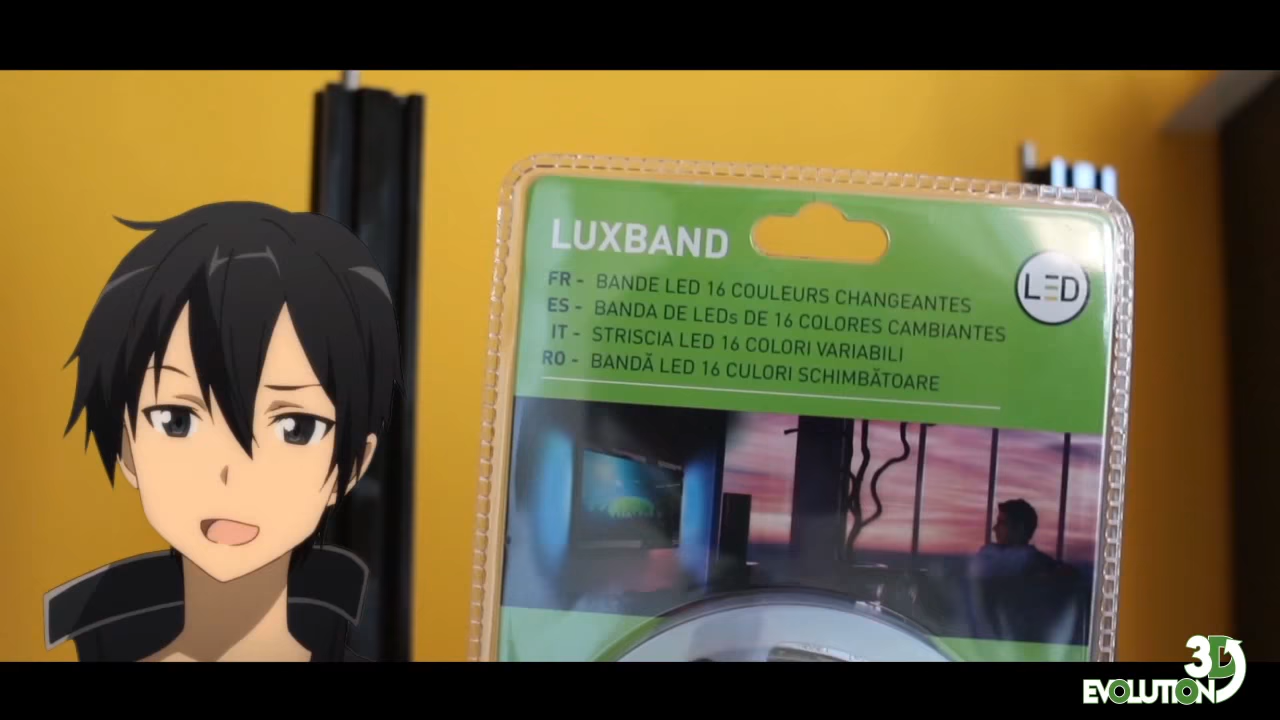 LUXBAND
FR - BANDE LED 16 COULEURS CHANGEANTES
ES - BANDA DE LEDs DE 16 COLORES CAMBIANTES
IT - STRISCIA LED 16 COLORI VARIABILI
RO - BANDĂ LED 16 CULORI SCHIMBĂTOARE
LED
3D
EVOLUTION